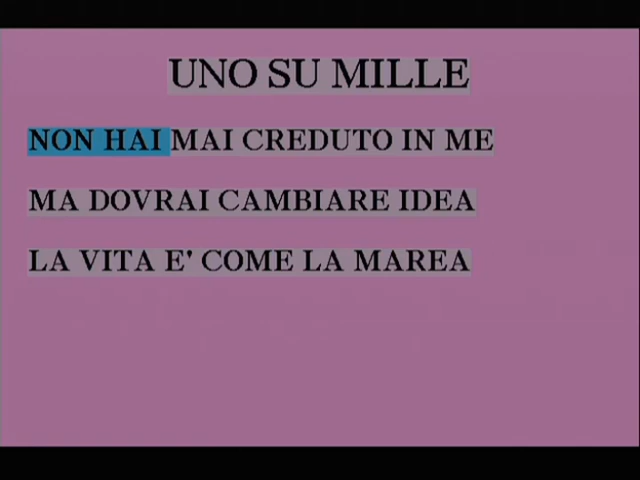 UNO SU MILLE
NON HAI MAI CREDUTO IN ME
MA DOVRAI CAMBIARE IDEA
LA VITA E' COME LA MAREA